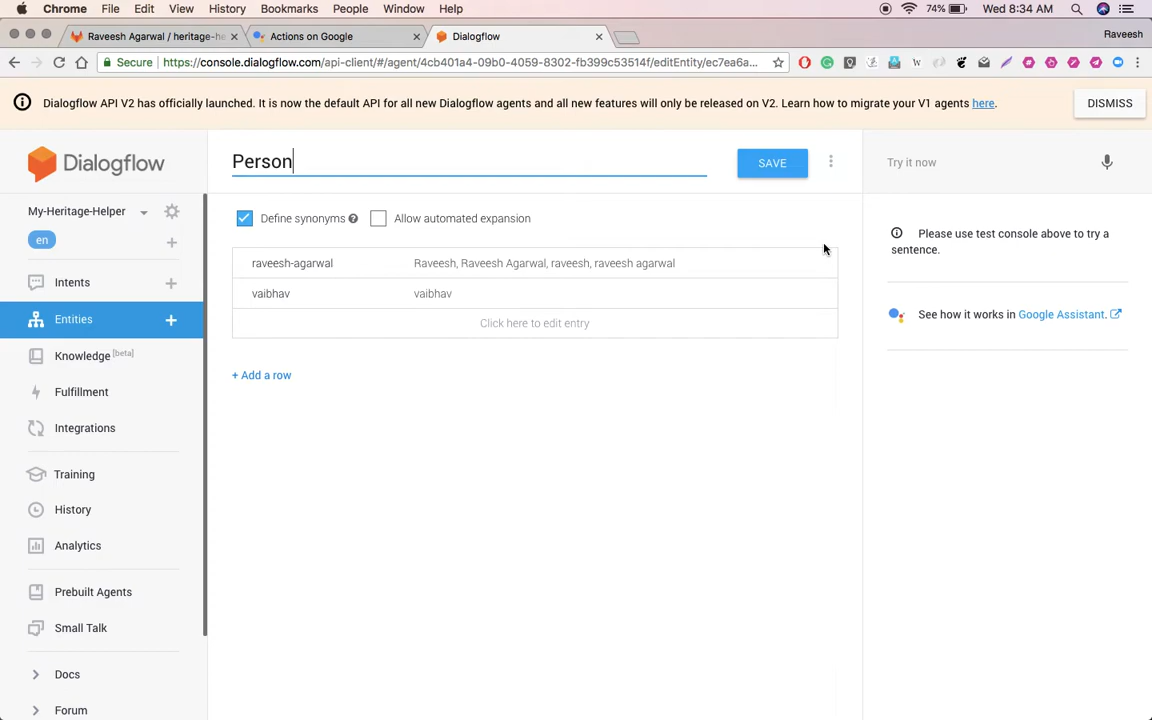 Chrome File Edit View History Bookmarks People Window Help 74% Wed 8:34 AM
Raveesh Agarwal / heritage-he Actions on Google Dialogflow Raveesh
Secure https://console.dialogflow.com/api-client/#/agent/4cb401a4-09b0-4059-8302-fb399c53514f/editEntity/ec7ea6a...
Dialogflow API V2 has officially launched. It is now the default API for all new Dialogflow agents and all new features will only be released on V2. Learn how to migrate your V1 agents here. DISMISS
Dialogflow
Person SAVE
Try it now
My-Heritage-Helper
en
Define synonyms Allow automated expansion
Please use test console above to try a
sentence.
raveesh-agarwal Raveesh, Raveesh Agarwal, raveesh, raveesh agarwal
vaibhav vaibhav
Click here to edit entry
+ Add a row
See how it works in Google Assistant.
Intents
Entities
Knowledge [beta]
Fulfillment
Integrations
Training
History
Analytics
Prebuilt Agents
Small Talk
Docs
Forum